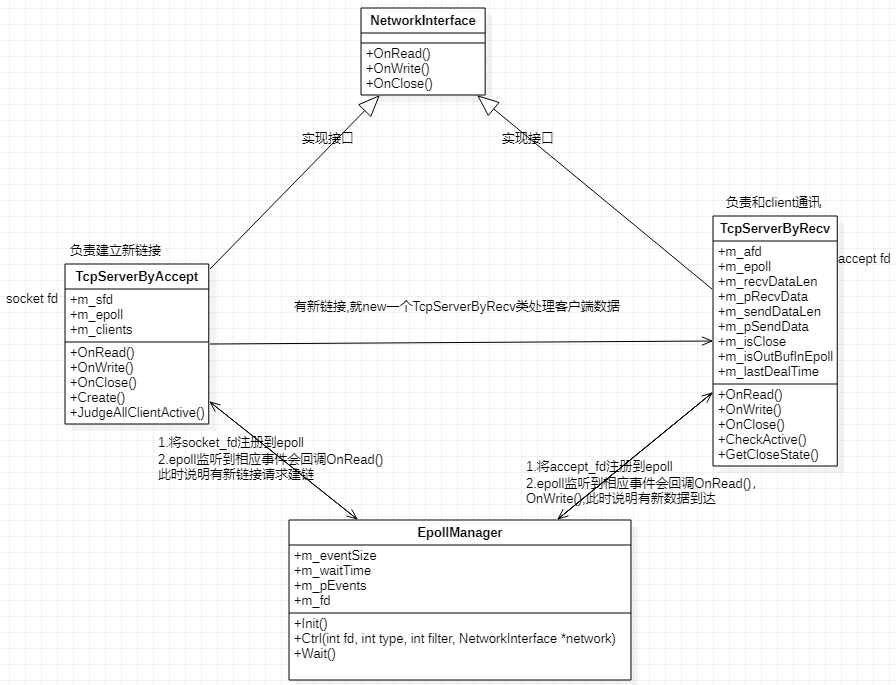 NetworkInterface
+OnRead()
+OnWrite()
+OnClose()
实现接口
实现接口
负责建立新链接
socket fd
TcpServerByAccept
+m_sfd
+m_epoll
+m_clients
+OnRead()
+OnWrite()
+OnClose()
+Create()
+JudgeAllClientActive()
有新链接,就new一个TcpServerByRecv类处理客户端数据
负责和client通讯
accept fd
TcpServerByRecv
+m_afd
+m_epoll
+m_recvDataLen
+m_pRecvData
+m_sendDataLen
+m_pSendData
+m_isClose
+m_isOutBufInEpoll
+m_lastDealTime
+OnRead()
+OnWrite()
+OnClose()
+CheckActive()
+GetCloseState()
1.将socket_fd注册到epoll
2.epoll监听到相应事件会回调OnRead()
此时说明有新链接请求建链
1.将accept_fd注册到epoll
2.epoll监听到相应事件会回调OnRead(),
OnWrite(),此时说明有新数据到达
EpollManager
+m_eventSize
+m_waitTime
+m_pEvents
+m_fd
+Init()
+Ctrl(int fd, int type, int filter, NetworkInterface *network)
+Wait()